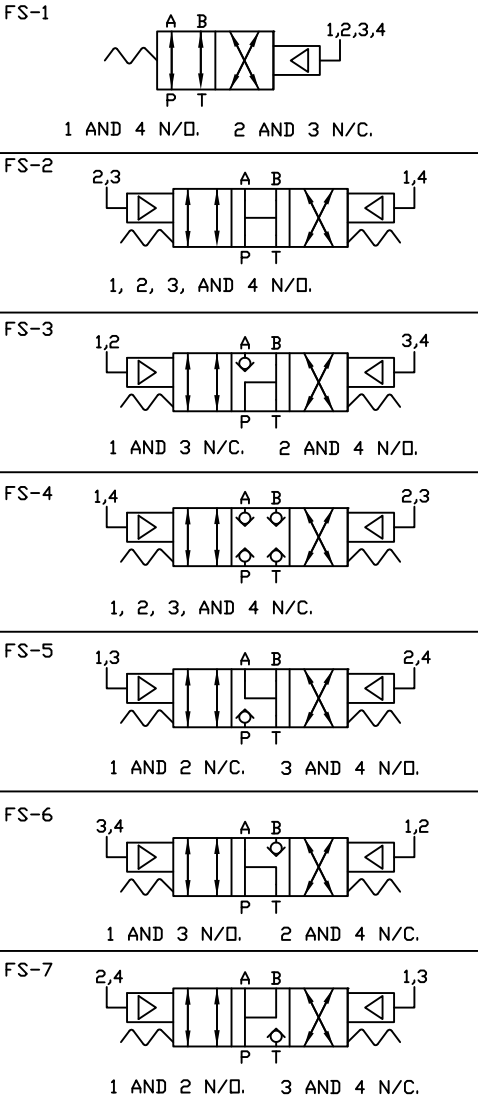 FS-1
A B
1,2,3,4
P T
1 AND 4 N/O. 2 AND 3 N/C.
FS-2
2,3 A B 1,4
P T
1, 2, 3, AND 4 N/O.
FS-3
1,2 A B 3,4
P T
1 AND 3 N/C. 2 AND 4 N/O.
FS-4
1,4 A B 2,3
P T
1, 2, 3, AND 4 N/C.
FS-5
1,3 A B 2,4
P T
1 AND 2 N/C. 3 AND 4 N/O.
FS-6
3,4 A B 1,2
P T
1 AND 3 N/O. 2 AND 4 N/C.
FS-7
2,4 A B 1,3
P T
1 AND 2 N/O. 3 AND 4 N/C.